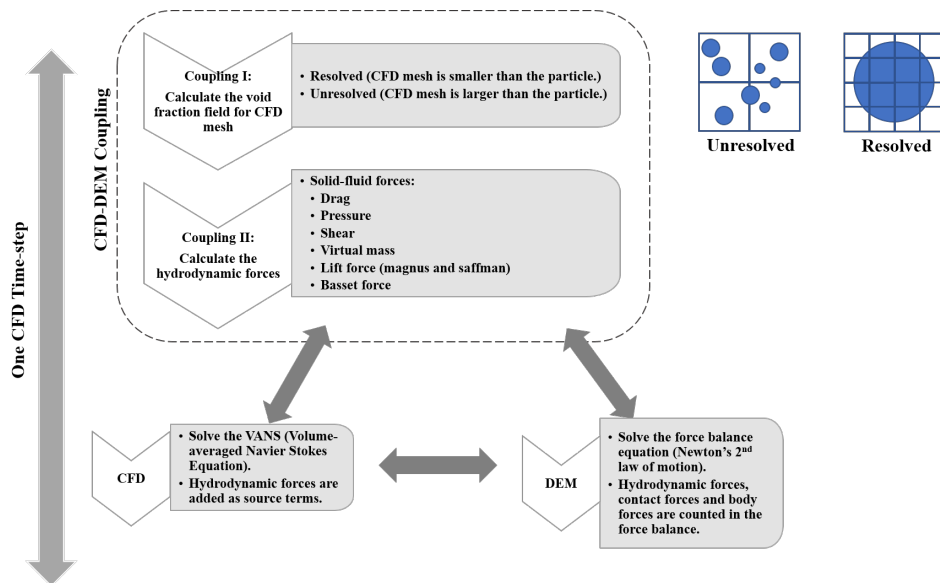 One CFD Time-step
CFD-DEM Coupling
Coupling I:
Calculate the void
fraction field for CFD
mesh
• Resolved (CFD mesh is smaller than the particle.)
• Unresolved (CFD mesh is larger than the particle.)
Unresolved
Resolved
Coupling II:
Calculate the
hydrodynamic forces
• Solid-fluid forces:
• Drag
• Pressure
• Shear
• Virtual mass
• Lift force (magnus and saffman)
• Basset force
CFD
• Solve the VANS (Volume-
averaged Navier Stokes
Equation).
• Hydrodynamic forces are
added as source terms.
DEM
• Solve the force balance
equation (Newton's 2nd
law of motion).
• Hydrodynamic forces,
contact forces and body
forces are counted in the
force balance.